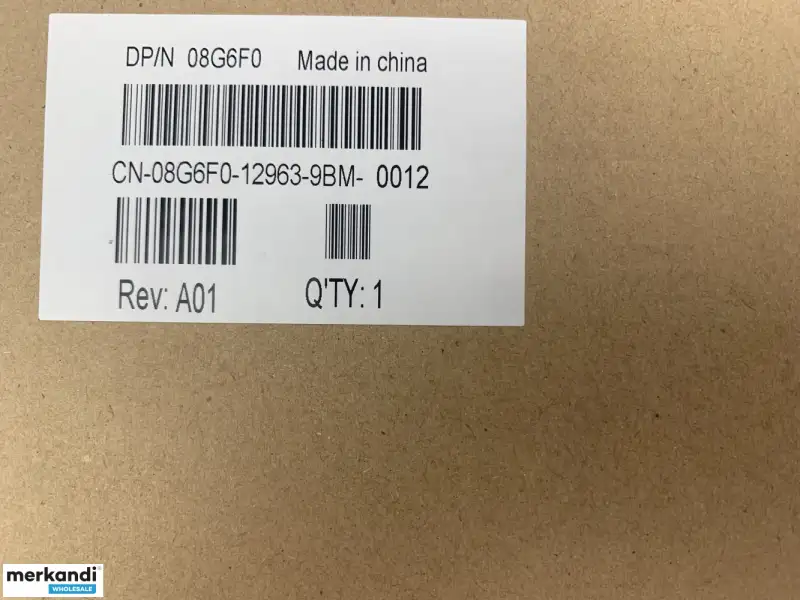 DP/N 08G6F0 Made in china
CN-08G6F0-12963-9BM- 0012
Rev: A01 Q'TY: 1
merkandi
WHOLESALE